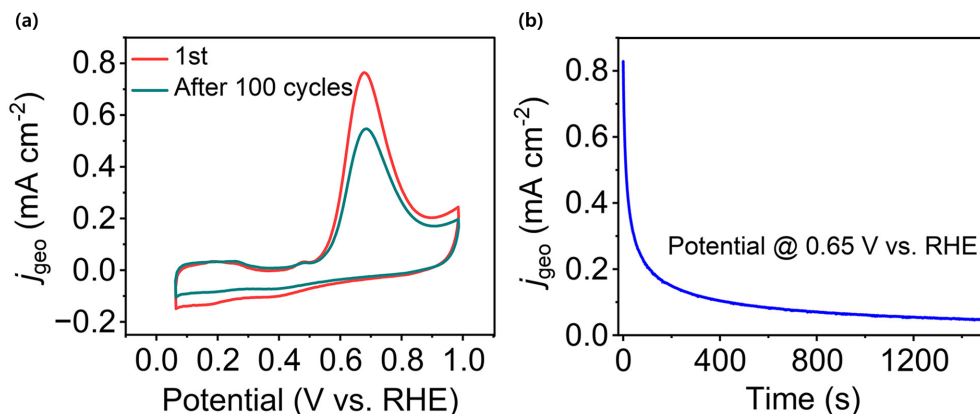 (a)
1st
After 100 cycles
0.8
0.6
0.4
0.2
0.0
−0.2
j_geo (mA cm⁻²)
0.0 0.2 0.4 0.6 0.8 1.0
Potential (V vs. RHE)
(b)
0.8
0.6
0.4
0.2
0.0
j_geo (mA cm⁻²)
Potential @ 0.65 V vs. RHE
0 400 800 1200
Time (s)